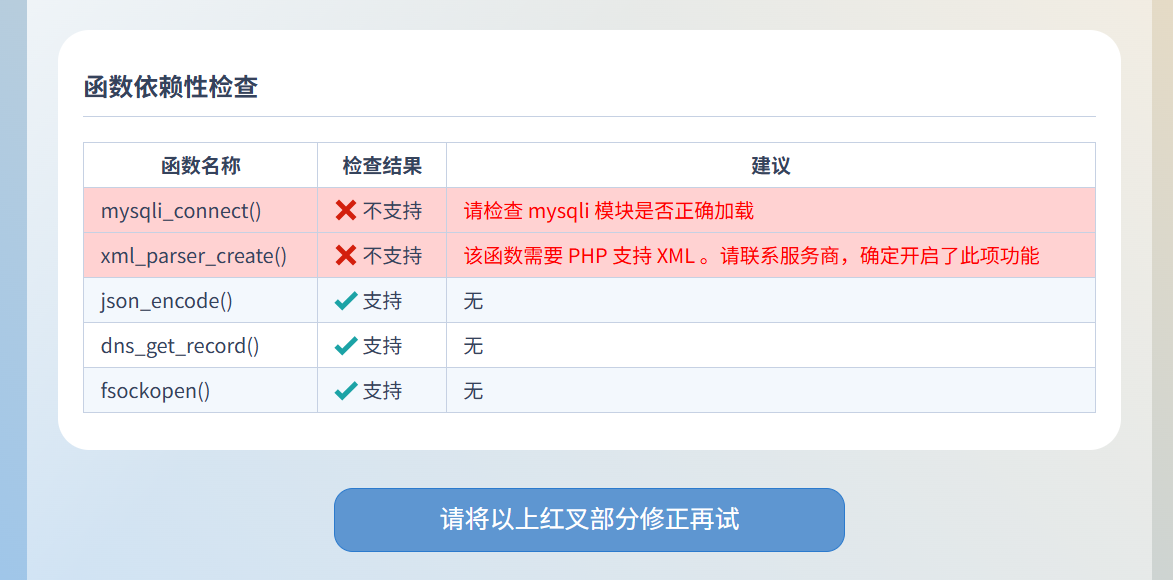 函数依赖性检查
函数名称 检查结果 建议
mysqli_connect() 不支持 请检查 mysqli 模块是否正确加载
xml_parser_create() 不支持 该函数需要 PHP 支持 XML 。请联系服务商，确定开启了此项功能
json_encode() 支持 无
dns_get_record() 支持 无
fsockopen() 支持 无
请将以上红叉部分修正再试